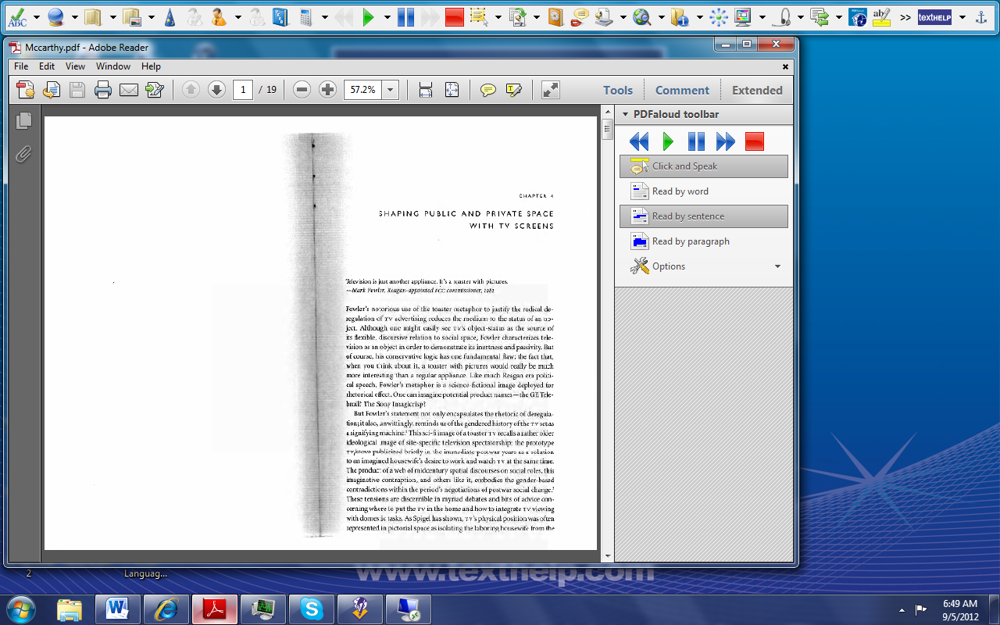 ABC
texthelp
ab
>>
Mccarthy.pdf - Adobe Reader
File Edit View Window Help
1 / 19 57.2% Tools Comment Extended
PDFaloud toolbar
Click and Speak
Read by word
Read by sentence
Read by paragraph
Options
CHAPTER 4
SHAPING PUBLIC AND PRIVATE SPACE
WITH TV SCREENS
Television is just another appliance. It's a toaster with pictures.
—Mark Fowler, Reagan-appointed FCC commissioner, 1981
Fowler's notorious use of the toaster metaphor to justify the radical de-
regulation of TV advertising reduces the medium to the status of an ob-
ject. Although one might easily see TV's object-status as the source of
its flexible, discursive relation to social space, Fowler characterizes tele-
vision as an object in order to demonstrate its inertness and passivity. But
of course, his conservative logic has one fundamental flaw: the fact that,
when you think about it, a toaster with pictures would really be much
more interesting than a regular appliance. Like much Reagan era politi-
cal speech, Fowler's metaphor is a science-fictional image deployed for
rhetorical effect. One can imagine potential product names—the GE Tele-
broil? The Sony Imagicrisp?
But Fowler's statement not only encapsulates the rhetoric of deregula-
tion; it also, unwittingly, reminds us of the gendered history of the TV set as
a signifying machine.¹ This sci-fi image of a toaster TV recalls a rather older
ideological image of site-specific television spectatorship: the prototype
TV/stove publicized briefly in the immediate postwar years as a solution
to an imagined housewife's desire to work and watch TV at the same time.
The product of a web of midcentury spatial discourses on social roles, this
imaginative contraption, and others like it, embodies the gender-based
contradictions within the period's negotiations of postwar social change.²
These tensions are discernible in myriad debates and bits of advice con-
cerning where to put the TV in the home and how to integrate TV viewing
with domestic tasks. As Spigel has shown, TV's physical position was often
represented in pictorial space as isolating the laboring housewife from the
www.texthelp.com
2 Languag...
6:49 AM
9/5/2012